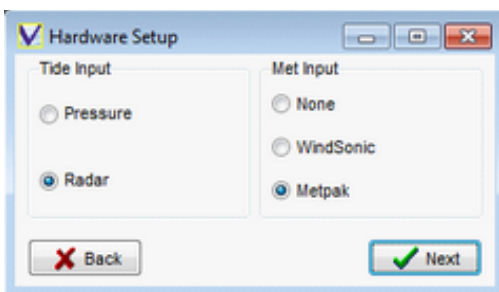 Hardware Setup
Tide Input
Pressure
Radar
Met Input
None
WindSonic
Metpak
Back
Next